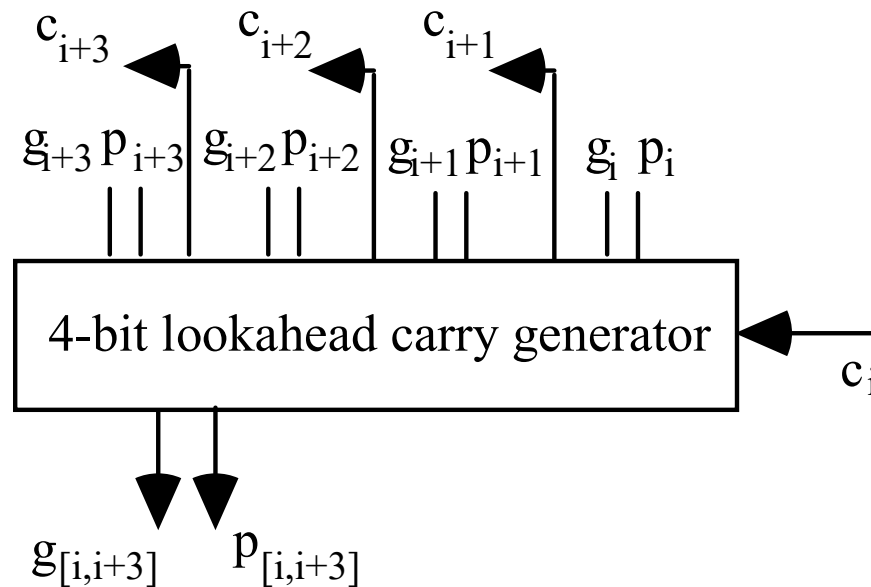 c_{i+3} c_{i+2} c_{i+1}
g_{i+3} p_{i+3} g_{i+2} p_{i+2} g_{i+1} p_{i+1} g_i p_i
4-bit lookahead carry generator
c_i
g_{[i,i+3]} p_{[i,i+3]}